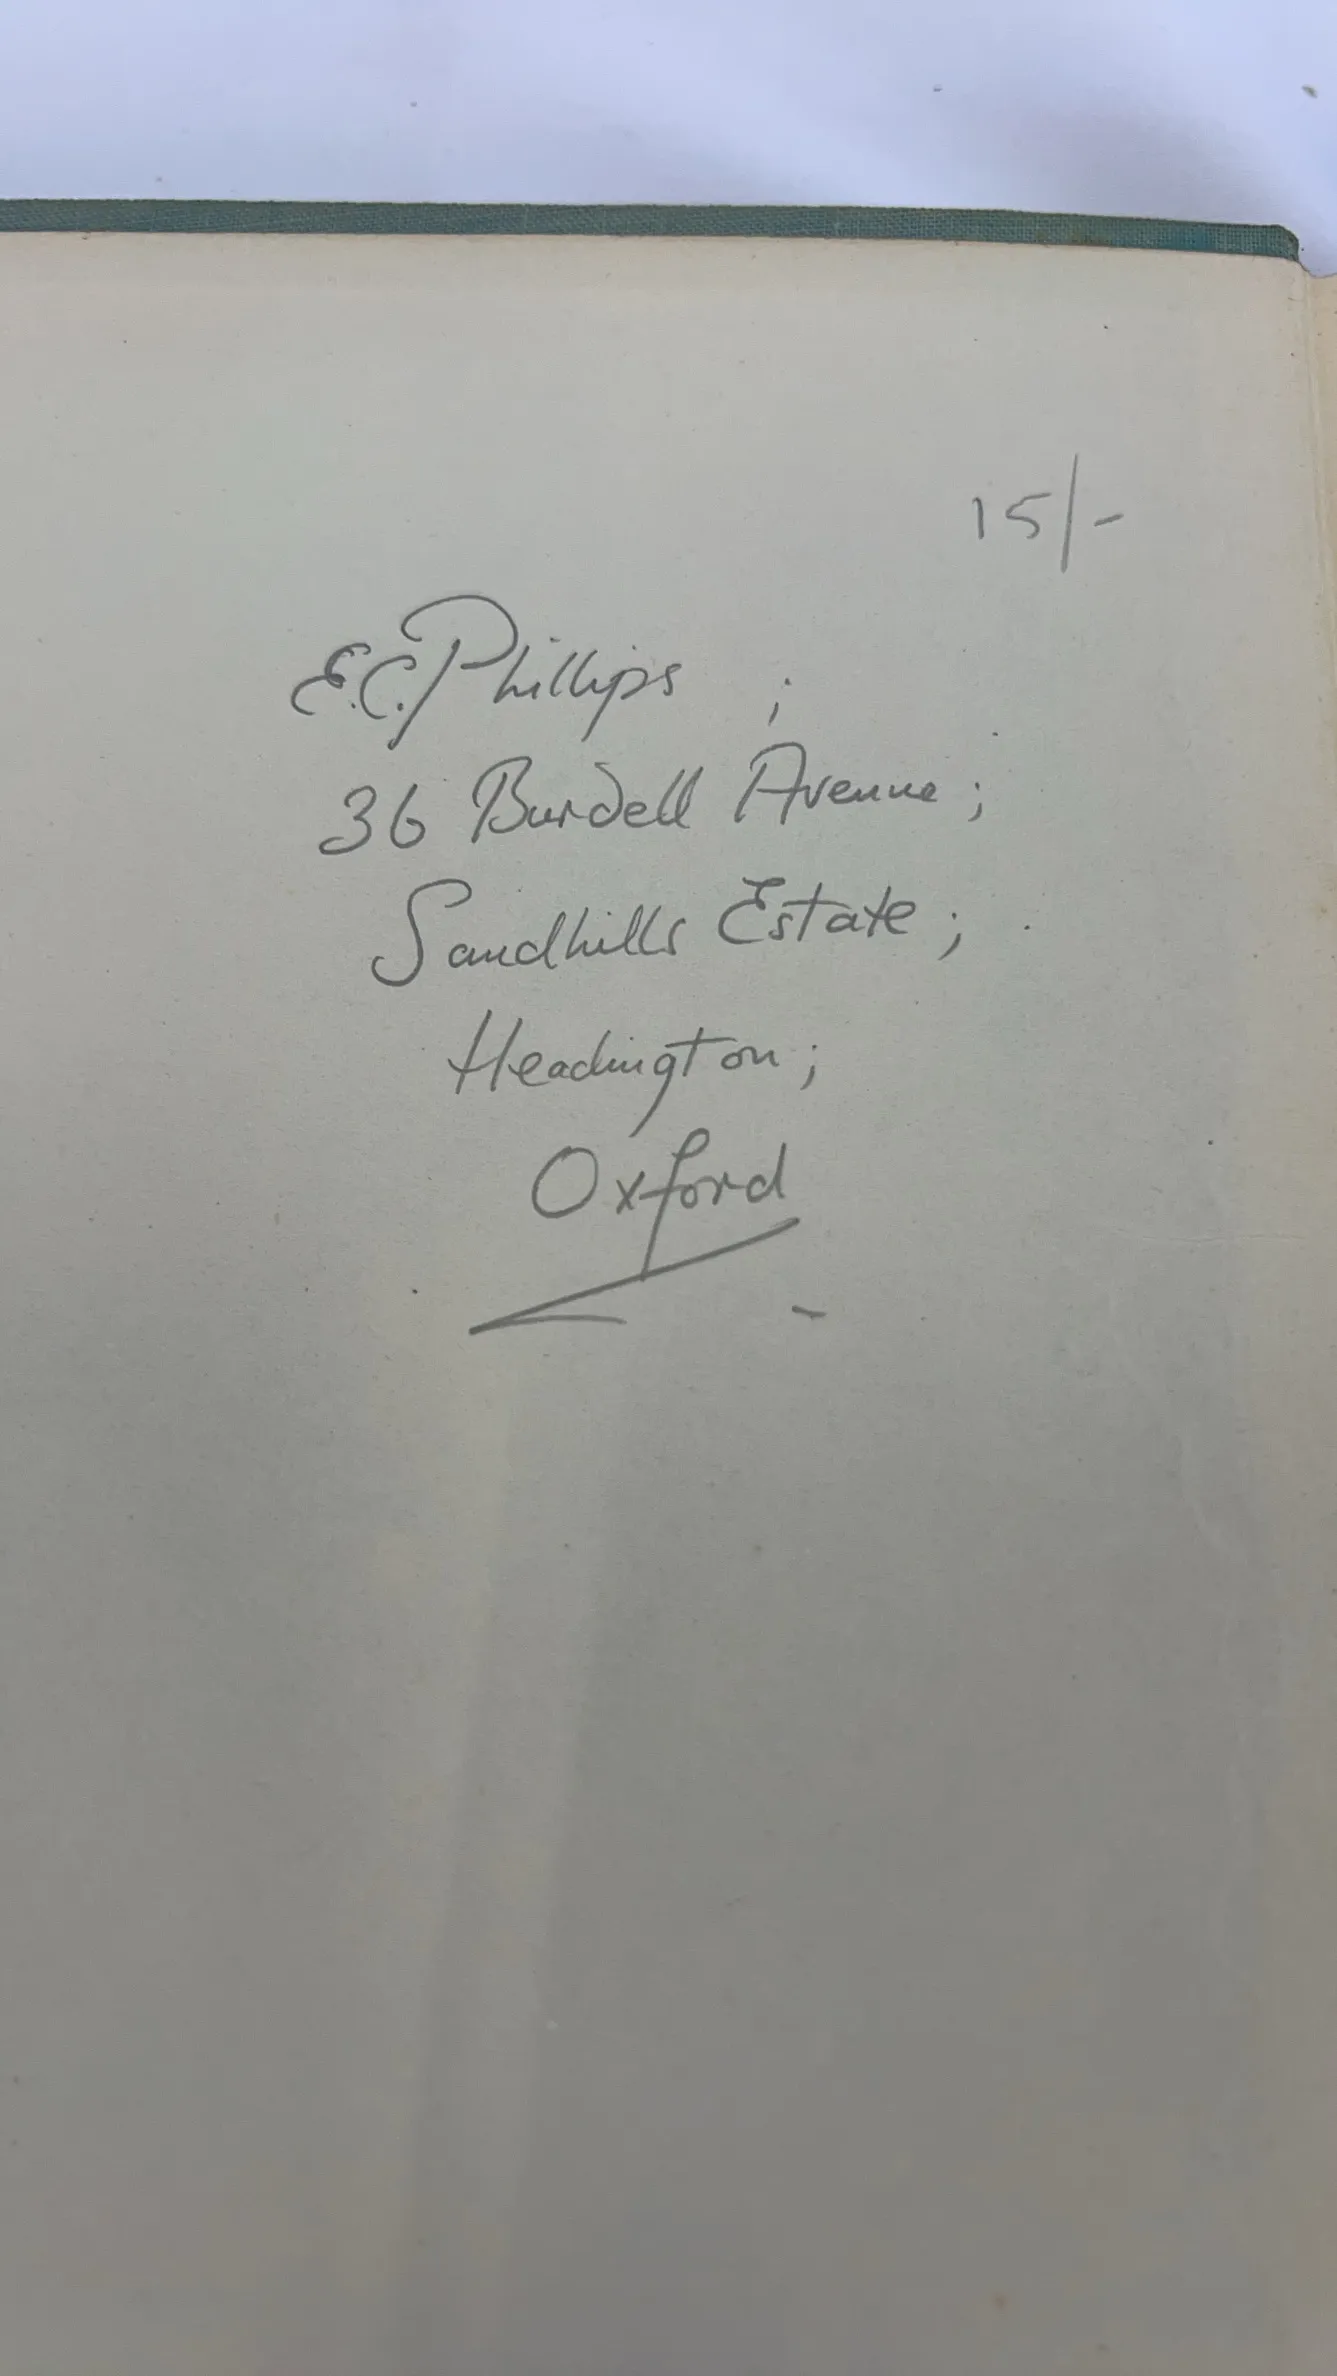 15/-
E.C. Phillips ;
36 Burdell Avenue ;
Sandhills Estate ;
Headington ;
Oxford